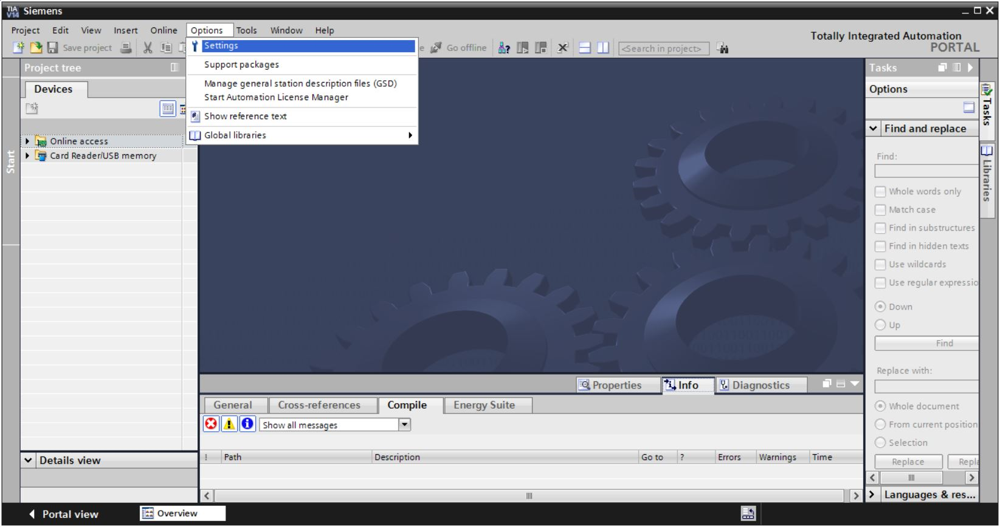 TIA V14 Siemens
Project Edit View Insert Online Options Tools Window Help
Totally Integrated Automation
PORTAL
Save project
Go offline
<Search in project>
Settings
Support packages
Manage general station description files (GSD)
Start Automation License Manager
Show reference text
Global libraries
Start
Project tree
Devices
Online access
Card Reader/USB memory
Details view
Properties
Info
Diagnostics
General
Cross-references
Compile
Energy Suite
Show all messages
! Path Description Go to ? Errors Warnings Time
Tasks
Options
Find and replace
Find:
Whole words only
Match case
Find in substructures
Find in hidden texts
Use wildcards
Use regular expressio
Down
Up
Find
Replace with:
Whole document
From current position
Selection
Replace
Repla
Languages & res...
Tasks
Libraries
Portal view
Overview